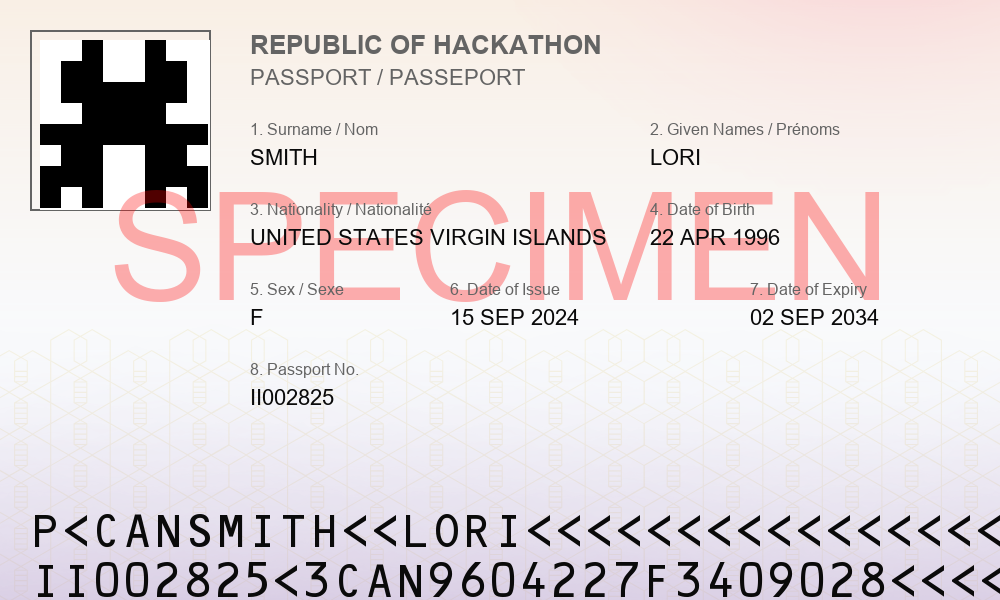 REPUBLIC OF HACKATHON
PASSPORT / PASSEPORT
1. Surname / Nom
2. Given Names / Prénoms
SMITH
LORI
SPECIMEN
3. Nationality / Nationalité
4. Date of Birth
UNITED STATES VIRGIN ISLANDS
22 APR 1996
5. Sex / Sexe
6. Date of Issue
7. Date of Expiry
F
15 SEP 2024
02 SEP 2034
8. Passport No.
II002825
P<CANSMITH<<LORI<<<<<<<<<<<<<<<<
II002825<3CAN9604227F3409028<<<<